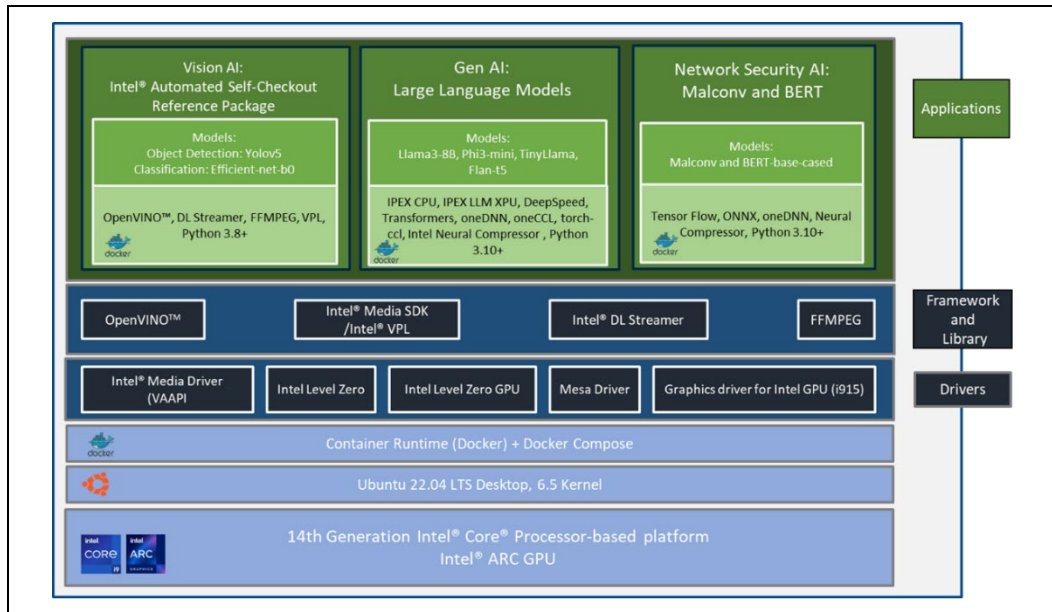 Vision AI:
Intel® Automated Self-Checkout
Reference Package
Models:
Object Detection: Yolov5
Classification: Efficient-net-b0
OpenVINO™, DL Streamer, FFMPEG, VPL,
Python 3.8+
docker
Gen AI:
Large Language Models
Models:
Llama3-8B, Phi3-mini, TinyLlama,
Flan-t5
IPEX CPU, IPEX LLM XPU, DeepSpeed,
Transformers, oneDNN, oneCCL, torch-
ccl, Intel Neural Compressor , Python
3.10+
docker
Network Security AI:
Malconv and BERT
Models:
Malconv and BERT-base-cased
Tensor Flow, ONNX, oneDNN, Neural
Compressor, Python 3.10+
docker
Applications
OpenVINO™
Intel® Media SDK
/Intel® VPL
Intel® DL Streamer
FFMPEG
Framework
and
Library
Intel® Media Driver
(VAAPI
Intel Level Zero
Intel Level Zero GPU
Mesa Driver
Graphics driver for Intel GPU (i915)
Drivers
docker
Container Runtime (Docker) + Docker Compose
Ubuntu 22.04 LTS Desktop, 6.5 Kernel
intel
CORE
i9
intel
ARC
GRAPHICS
14th Generation Intel® Core® Processor-based platform
Intel® ARC GPU